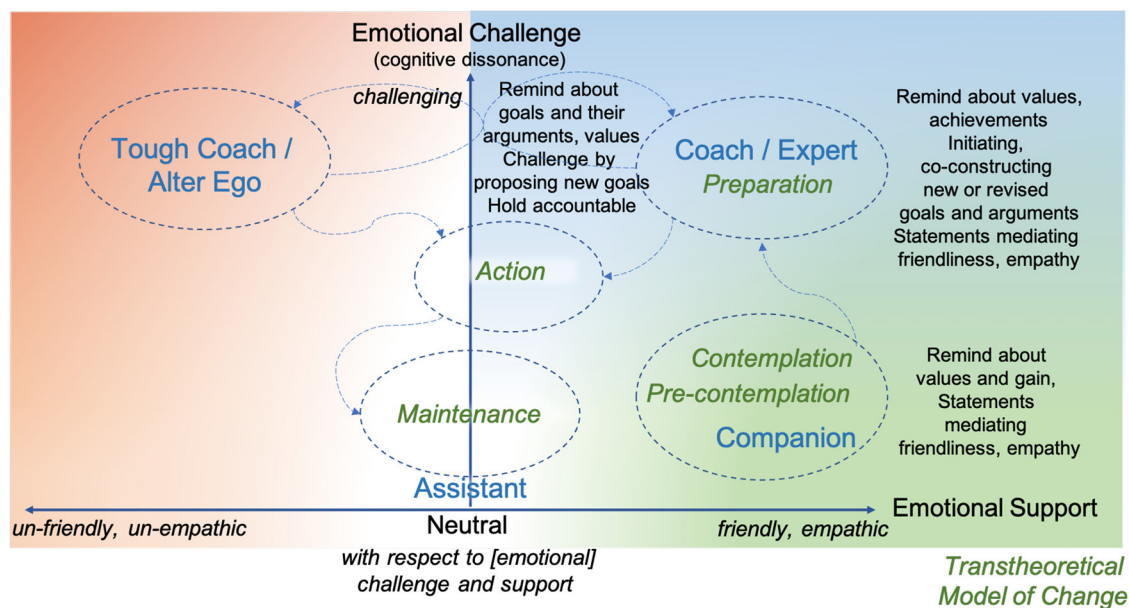 Emotional Challenge
(cognitive dissonance)
challenging
Remind about
goals and their
arguments, values
Challenge by
proposing new goals
Hold accountable
Tough Coach /
Alter Ego
Coach / Expert
Preparation
Remind about values,
achievements
Initiating,
co-constructing
new or revised
goals and arguments
Statements mediating
friendliness, empathy
Action
Contemplation
Pre-contemplation
Companion
Remind about
values and gain,
Statements
mediating
friendliness, empathy
Maintenance
Assistant
un-friendly, un-empathic
Neutral
friendly, empathic
Emotional Support
with respect to [emotional]
challenge and support
Transtheoretical
Model of Change